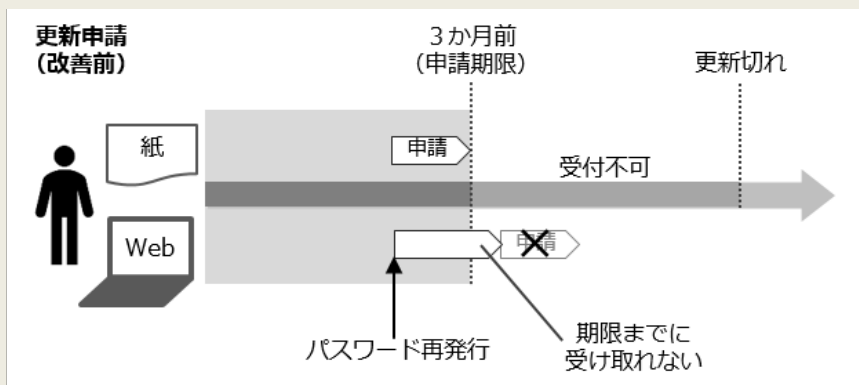 更新申請
(改善前)
３か月前
(申請期限)
更新切れ
紙
申請
受付不可
Web
申請
パスワード再発行
期限までに
受け取れない